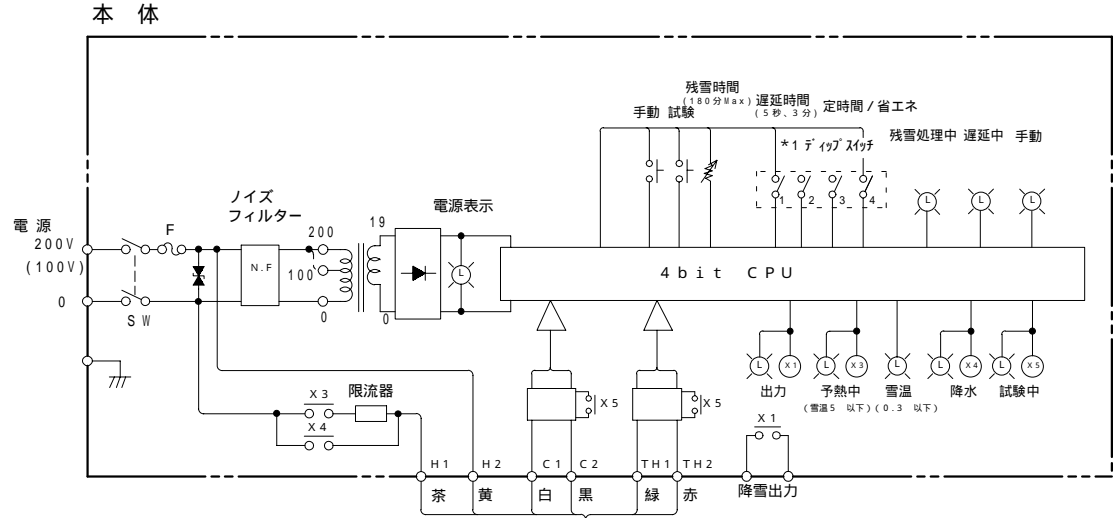 本 体
残雪時間
(180分Max)
遅延時間
(5秒、3分)
定時間/省エネ
手動 試験
*1 ディップスイッチ
残雪処理中 遅延中 手動
1 2 3 4
L L L
電 源
200V
(100V)
0
F
SW
ノイズ
フィルター
N.F
200
100
0
19
0
電源表示
L
4bit CPU
L X1 L X3 L L X4 L X5
出力 予熱中 雪温 降水 試験中
(雪温5 以下)(0.3 以下)
X3 限流器
X4
X5
X5
X1
H1 H2 C1 C2 TH1 TH2
茶 黄 白 黒 緑 赤
降雪出力